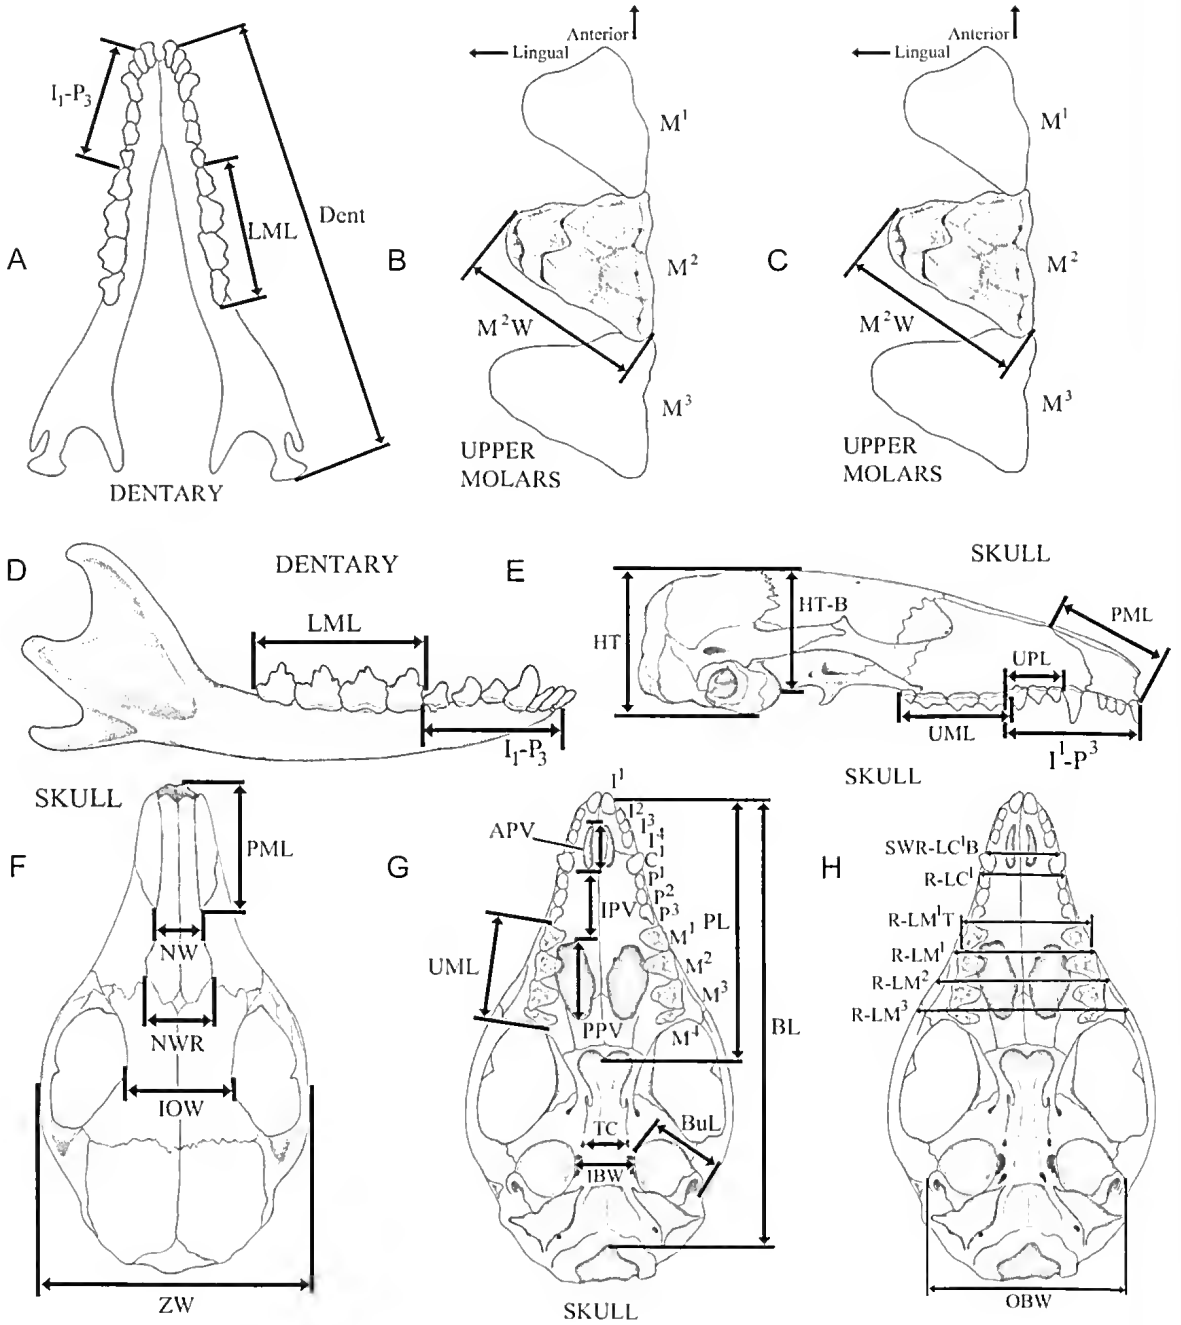 A
I₁-P₃
LML
Dent
DENTARY
B
Anterior
Lingual
M¹
M²
M²W
M³
UPPER
MOLARS
C
Anterior
Lingual
M¹
M²
M²W
M³
UPPER
MOLARS
D
DENTARY
LML
I₁-P₃
E
SKULL
HT
HT-B
PML
UPL
UML
I¹-P³
F
SKULL
PML
NW
NWR
IOW
ZW
G
I¹
I²
I³
I⁴
C¹
P¹
P²
P³
M¹
M²
M³
M⁴
APV
IPV
PL
UML
PPV
BL
TC
BuL
IBW
SKULL
H
SKULL
SWR-LC¹B
R-LC¹
R-LM¹T
R-LM¹
R-LM²
R-LM³
OBW